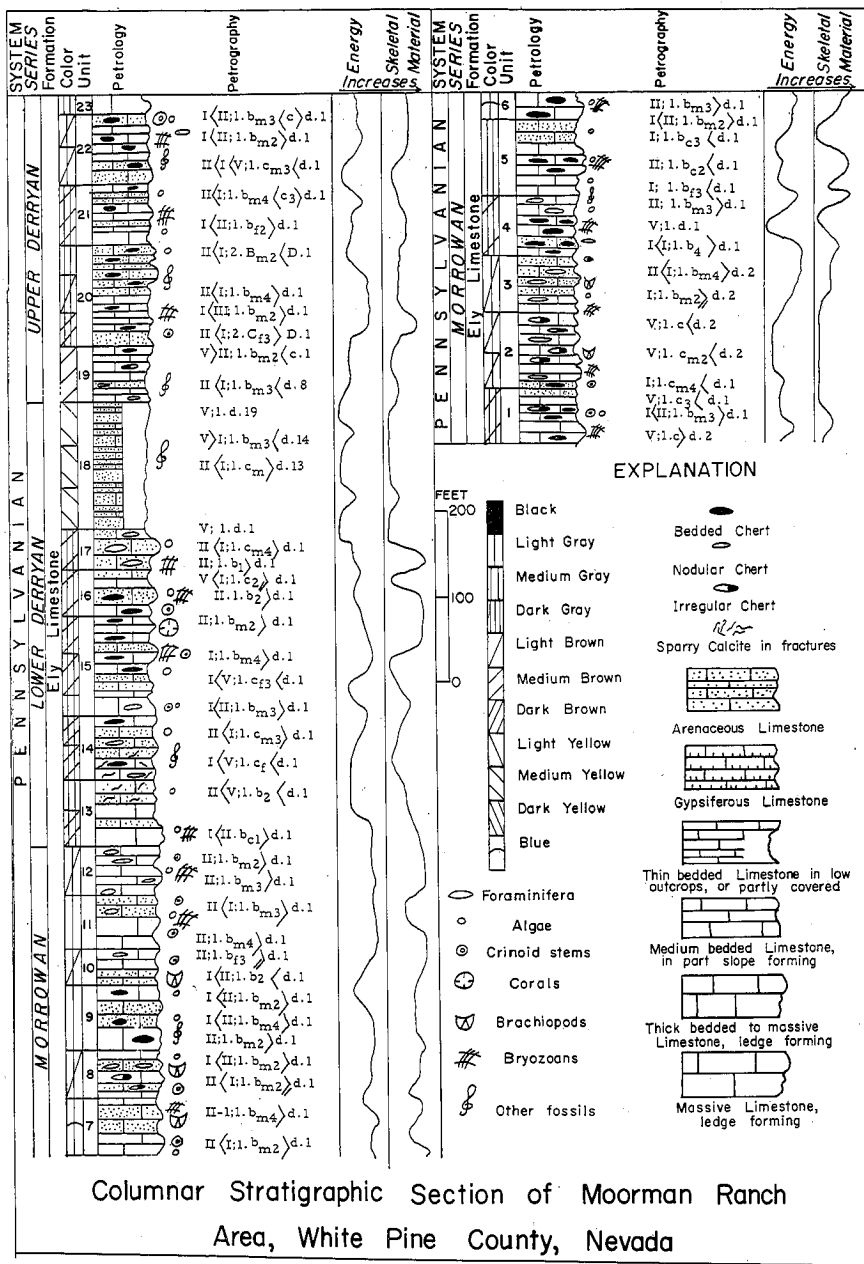 SYSTEM
SERIES
Formation
Color
Unit
Petrology
Petrography
Energy
Skeletal
Material
Increases
PENNSYLVANIAN
UPPER DERRYAN
LOWER DERRYAN
MORROWAN
Ely Limestone
23
22
21
20
19
18
17
16
15
14
13
12
11
10
9
8
7
I⟨II;1.bm3⟨c⟩d.1
I⟨II;1.bm2⟩d.1
II⟨I⟨V;1.cm3⟨d.1
II⟨I;1.bm4⟨c3⟩d.1
I⟨II;1.bf2⟩d.1
II⟨I;2.Bm2⟨D.1
II⟨I;1.bm4⟩d.1
I⟨III 1.bm2⟩d.1
II⟨I;2.Cf3⟩D.1
V⟩II;1.bm2⟨c.1
II⟨I;1.bm3⟨d.8
V;1.d.19
V⟩I;1.bm3⟨d.14
II⟨I;1.cm⟩d.13
V;1.d.1
II⟨I;1.cm4⟩d.1
II;1.b1⟩d.1
V⟨I;1.c2⟩d.1
II.1.b2⟩d.1
II;1.bm2⟩d.1
I;1.bm4⟩d.1
I⟨V;1.cf3⟨d.1
I⟨II;1.bm3⟩d.1
II⟨I;1.cm3⟩d.1
I⟨V;1.cf⟨d.1
II⟨V;1.b2⟨d.1
I⟨II.bc1⟩d.1
II;1.bm2⟩d.1
II;1.bm3⟩d.1
II⟨I;1.bm3⟩d.1
II;1.bm4⟩d.1
II;1.bf3⟩d.1
I⟨II;1.b2⟨d.1
I⟨II;1.bm2⟩d.1
I⟨II;1.bm4⟩d.1
II;1.bm2⟩d.1
I⟨II;1.bm2⟩d.1
II⟨I;1.bm2⟩d.1
II-1;1.bm4⟩d.1
II⟨I;1.bm2⟩d.1
SYSTEM
SERIES
Formation
Color
Unit
Petrology
Petrography
Energy
Skeletal
Material
Increases
PENNSYLVANIAN
MORROWAN
Ely Limestone
6
5
4
3
2
1
II;1.bm3⟩d.1
I⟨II;1.bm2⟩d.1
I;1.bc3⟨d.1
II;1.bc2⟨d.1
I;1.bf3⟨d.1
II;1.bm3⟩d.1
V;1.d.1
I⟨I;1.b4⟩d.1
II⟨I;1.bm4⟩d.2
I;1.bm2⟩d.2
V;1.c⟨d.2
V;1.cm2⟨d.2
I;1.cm4⟨d.1
V;1.c3⟨d.1
I⟨II;1.bm3⟩d.1
V;1.c⟩d.2
EXPLANATION
FEET
200
100
0
Black
Light Gray
Medium Gray
Dark Gray
Light Brown
Medium Brown
Dark Brown
Light Yellow
Medium Yellow
Dark Yellow
Blue
Foraminifera
Algae
Crinoid stems
Corals
Brachiopods
Bryozoans
Other fossils
Bedded Chert
Nodular Chert
Irregular Chert
Sparry Calcite in fractures
Arenaceous Limestone
Gypsiferous Limestone
Thin bedded Limestone in low
outcrops, or partly covered
Medium bedded Limestone,
in part slope forming
Thick bedded to massive
Limestone, ledge forming
Massive Limestone,
ledge forming
Columnar Stratigraphic Section of Moorman Ranch
Area, White Pine County, Nevada